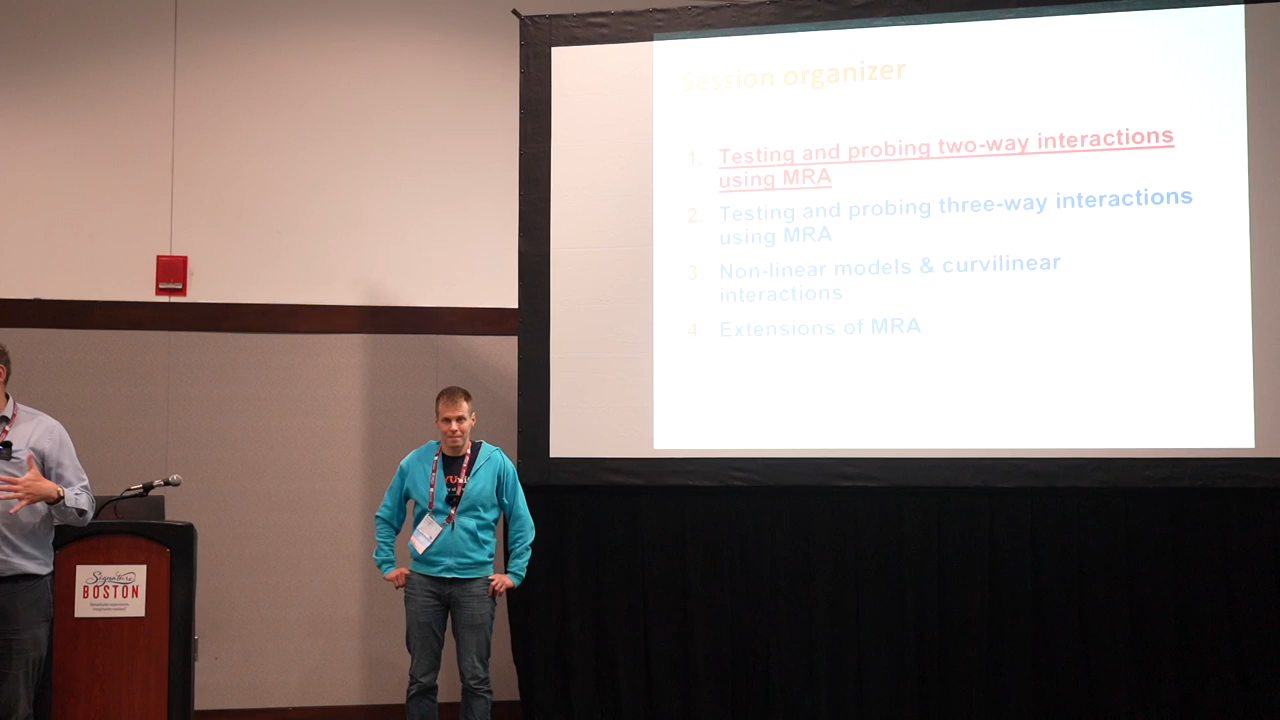 Session organizer
1. Testing and probing two-way interactions
using MRA
2. Testing and probing three-way interactions
using MRA
3 Non-linear models & curvilinear
interactions
4 Extensions of MRA
Signature
BOSTON